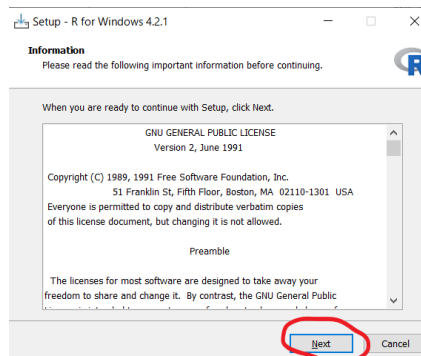 Setup - R for Windows 4.2.1
Information
Please read the following important information before continuing.
R
When you are ready to continue with Setup, click Next.
GNU GENERAL PUBLIC LICENSE
Version 2, June 1991
Copyright (C) 1989, 1991 Free Software Foundation, Inc.
51 Franklin St, Fifth Floor, Boston, MA 02110-1301 USA
Everyone is permitted to copy and distribute verbatim copies
of this license document, but changing it is not allowed.
Preamble
The licenses for most software are designed to take away your
freedom to share and change it. By contrast, the GNU General Public
Next
Cancel